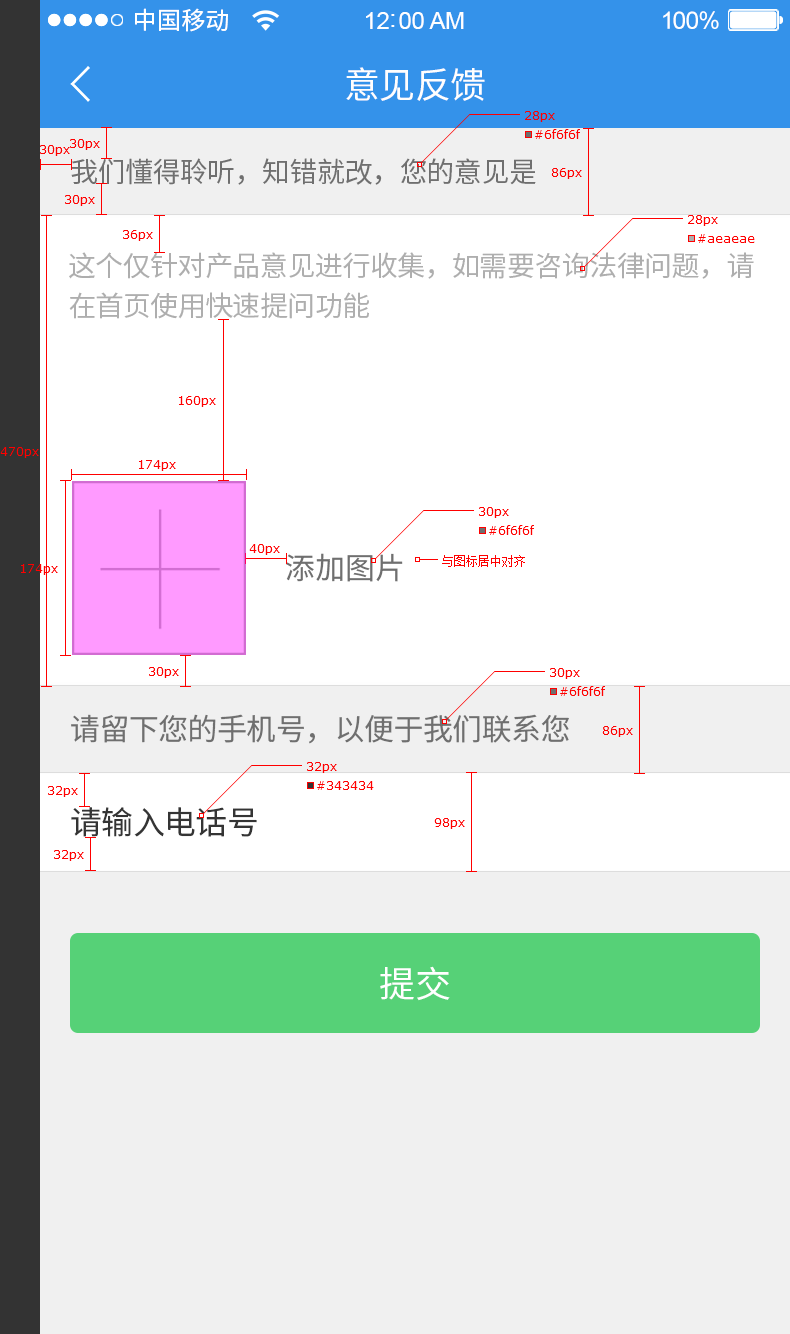 中国移动 12:00 AM 100%
意见反馈
28px
#6f6f6f
30px
30px
我们懂得聆听，知错就改，您的意见是
86px
30px
28px
#aeaeae
36px
这个仅针对产品意见进行收集，如需要咨询法律问题，请
在首页使用快速提问功能
160px
470px
174px
30px
#6f6f6f
40px
添加图片
与图标居中对齐
174px
30px
30px
#6f6f6f
请留下您的手机号，以便于我们联系您
86px
32px
#343434
32px
请输入电话号
98px
32px
提交